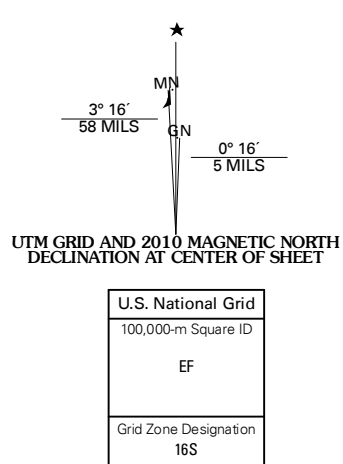 MN
3° 16´
58 MILS
GN
0° 16´
5 MILS
UTM GRID AND 2010 MAGNETIC NORTH
DECLINATION AT CENTER OF SHEET
U.S. National Grid
100,000-m Square ID
EF
Grid Zone Designation
16S